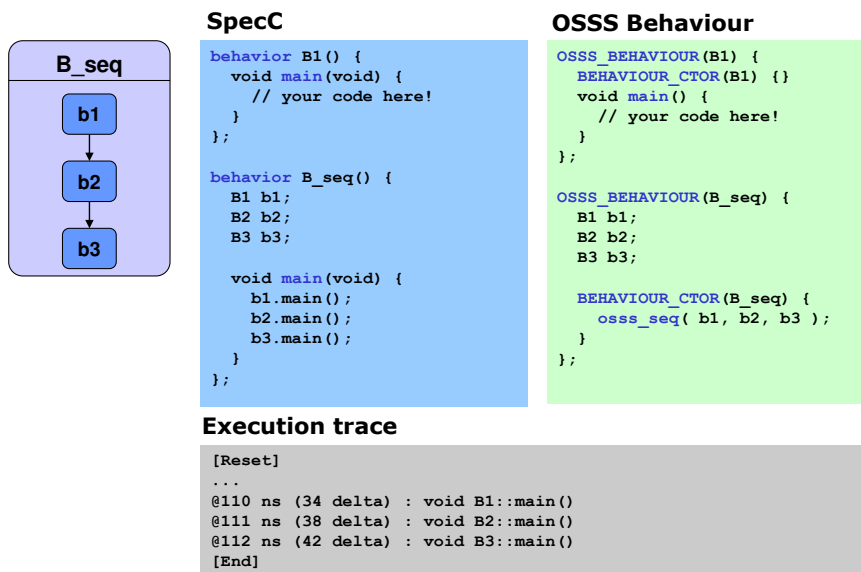 B_seq
b1
b2
b3
SpecC
behavior B1() {
  void main(void) {
    // your code here!
  }
};

behavior B_seq() {
  B1 b1;
  B2 b2;
  B3 b3;

  void main(void) {
    b1.main();
    b2.main();
    b3.main();
  }
};
OSSS Behaviour
OSSS_BEHAVIOUR(B1) {
  BEHAVIOUR_CTOR(B1) {}
  void main() {
    // your code here!
  }
};

OSSS_BEHAVIOUR(B_seq) {
  B1 b1;
  B2 b2;
  B3 b3;

  BEHAVIOUR_CTOR(B_seq) {
    osss_seq( b1, b2, b3 );
  }
};
Execution trace
[Reset]
...
@110 ns (34 delta) : void B1::main()
@111 ns (38 delta) : void B2::main()
@112 ns (42 delta) : void B3::main()
[End]